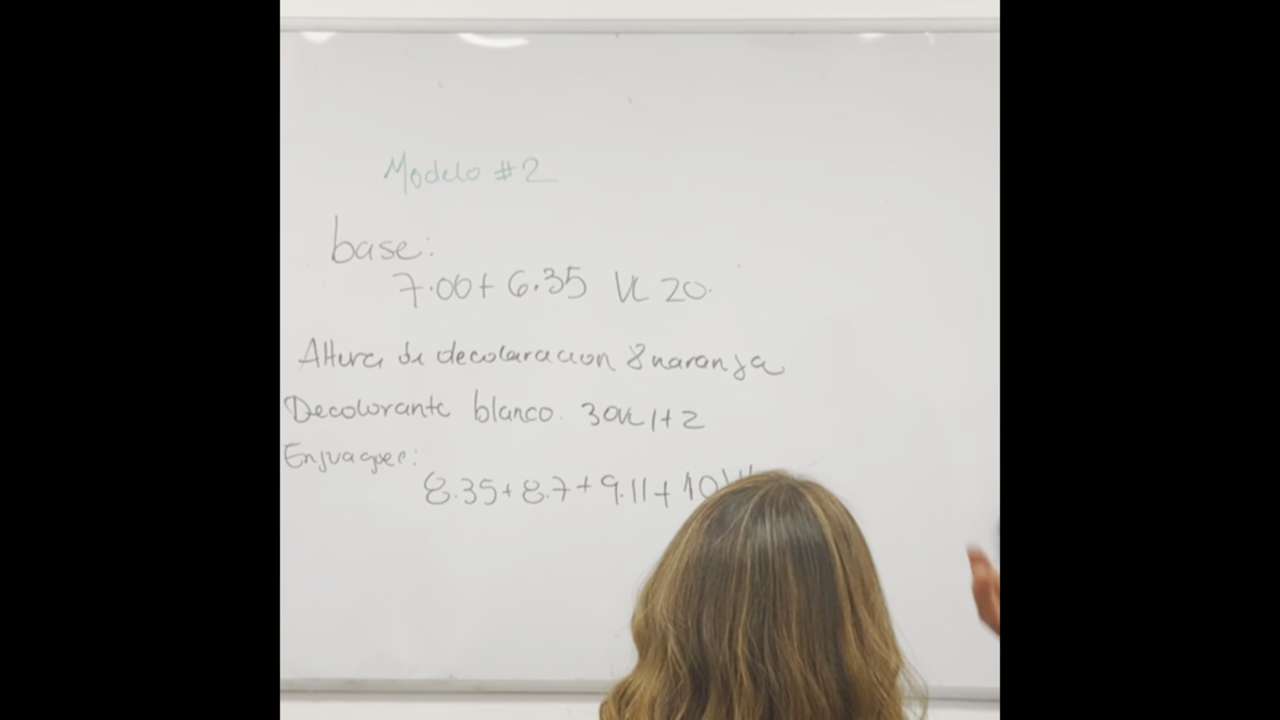 Modelo #2
base:
7.00+ 6.35 VL 20.
Altura de decoloracion 8 naranja
Decolorante blanco. 30VL 1+2
Enjuague:
8.35+8.7+9.11+10